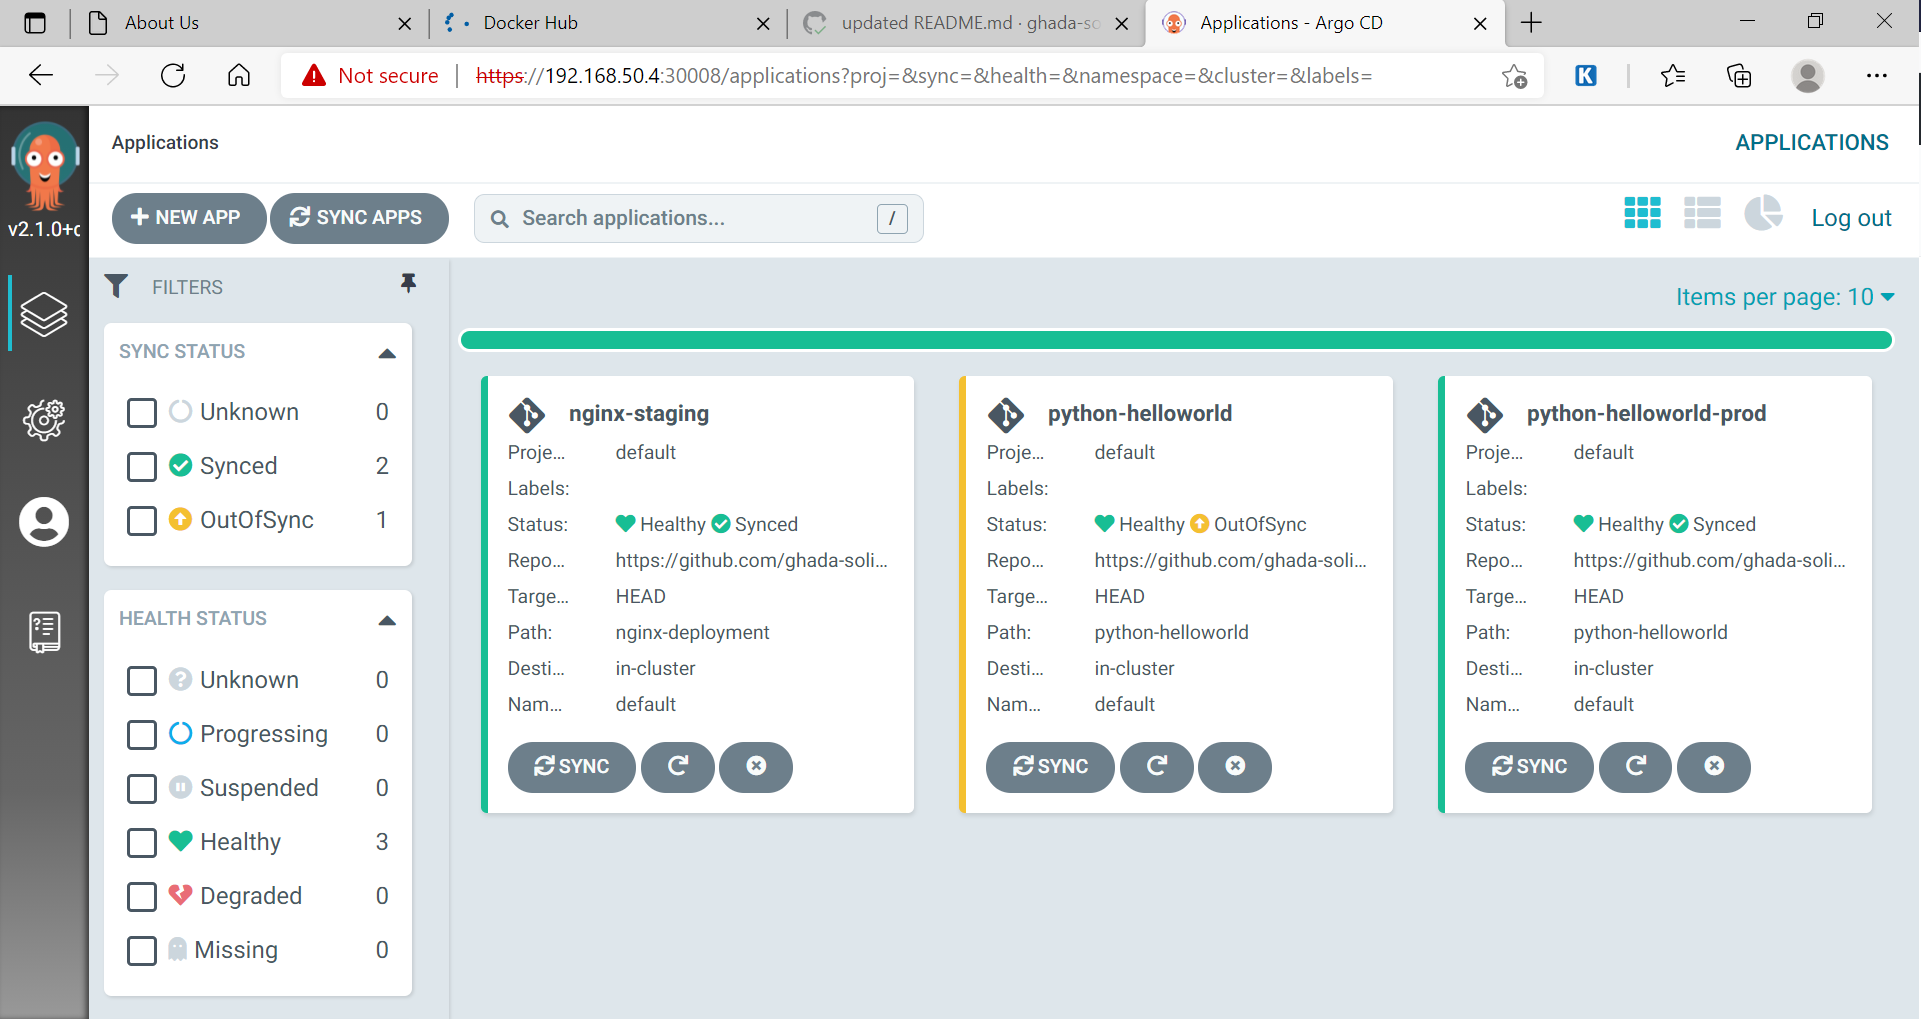 About Us
Docker Hub
updated README.md · ghada-so
Applications - Argo CD
Not secure
https://192.168.50.4:30008/applications?proj=&sync=&health=&namespace=&cluster=&labels=
K
v2.1.0+c
Applications
APPLICATIONS
NEW APP
SYNC APPS
Search applications...
/
Log out
FILTERS
SYNC STATUS
Unknown 0
Synced 2
OutOfSync 1
HEALTH STATUS
Unknown 0
Progressing 0
Suspended 0
Healthy 3
Degraded 0
Missing 0
Items per page: 10
nginx-staging
Proje... default
Labels:
Status: Healthy Synced
Repo... https://github.com/ghada-soli...
Targe... HEAD
Path: nginx-deployment
Desti... in-cluster
Nam... default
SYNC
python-helloworld
Proje... default
Labels:
Status: Healthy OutOfSync
Repo... https://github.com/ghada-soli...
Targe... HEAD
Path: python-helloworld
Desti... in-cluster
Nam... default
SYNC
python-helloworld-prod
Proje... default
Labels:
Status: Healthy Synced
Repo... https://github.com/ghada-soli...
Targe... HEAD
Path: python-helloworld
Desti... in-cluster
Nam... default
SYNC